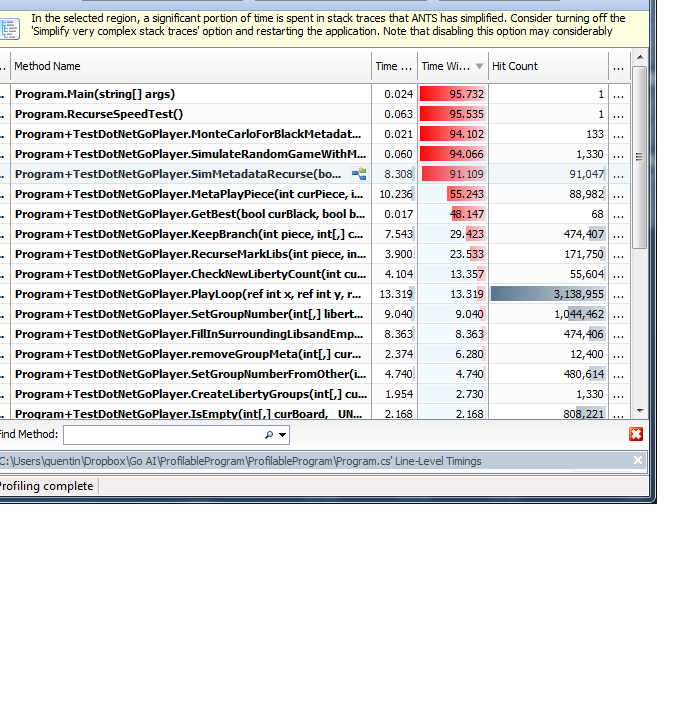 In the selected region, a significant portion of time is spent in stack traces that ANTS has simplified. Consider turning off the
'Simplify very complex stack traces' option and restarting the application. Note that disabling this option may considerably
.. Method Name Time ... Time Wi... Hit Count ...
.. Program.Main(string[] args) 0.024 95.732 1 ...
.. Program.RecurseSpeedTest() 0.063 95.535 1 ...
.. Program+TestDotNetGoPlayer.MonteCarloForBlackMetadat... 0.021 94.102 133 ...
.. Program+TestDotNetGoPlayer.SimulateRandomGameWithM... 0.060 94.066 1,330 ...
.. Program+TestDotNetGoPlayer.SimMetadataRecurse(bo... 8.308 91.109 91,047 ...
.. Program+TestDotNetGoPlayer.MetaPlayPiece(int curPiece, i... 10.236 55.243 88,982 ...
.. Program+TestDotNetGoPlayer.GetBest(bool curBlack, bool b... 0.017 48.147 68 ...
.. Program+TestDotNetGoPlayer.KeepBranch(int piece, int[,] c... 7.543 29.423 474,407 ...
.. Program+TestDotNetGoPlayer.RecurseMarkLibs(int piece, in... 3.900 23.533 171,750 ...
.. Program+TestDotNetGoPlayer.CheckNewLibertyCount(int cu... 4.104 13.357 55,604 ...
.. Program+TestDotNetGoPlayer.PlayLoop(ref int x, ref int y, r... 13.319 13.319 3,138,955 ...
.. Program+TestDotNetGoPlayer.SetGroupNumber(int[,] libert... 9.040 9.040 1,044,462 ...
.. Program+TestDotNetGoPlayer.FillInSurroundingLibsandEmp... 8.363 8.363 474,406 ...
.. Program+TestDotNetGoPlayer.removeGroupMeta(int[,] cur... 2.374 6.280 12,400 ...
.. Program+TestDotNetGoPlayer.SetGroupNumberFromOther(i... 4.740 4.740 480,614 ...
.. Program+TestDotNetGoPlayer.CreateLibertyGroups(int[,] cu... 1.954 2.730 1,330 ...
.. Program+TestDotNetGoPlayer.IsEmpty(int[,] curBoard, UN... 2.168 2.168 808,221 ...
Find Method:
C:\Users\quentin\Dropbox\Go AI\ProfilableProgram\ProfilableProgram\Program.cs' Line-Level Timings
Profiling complete